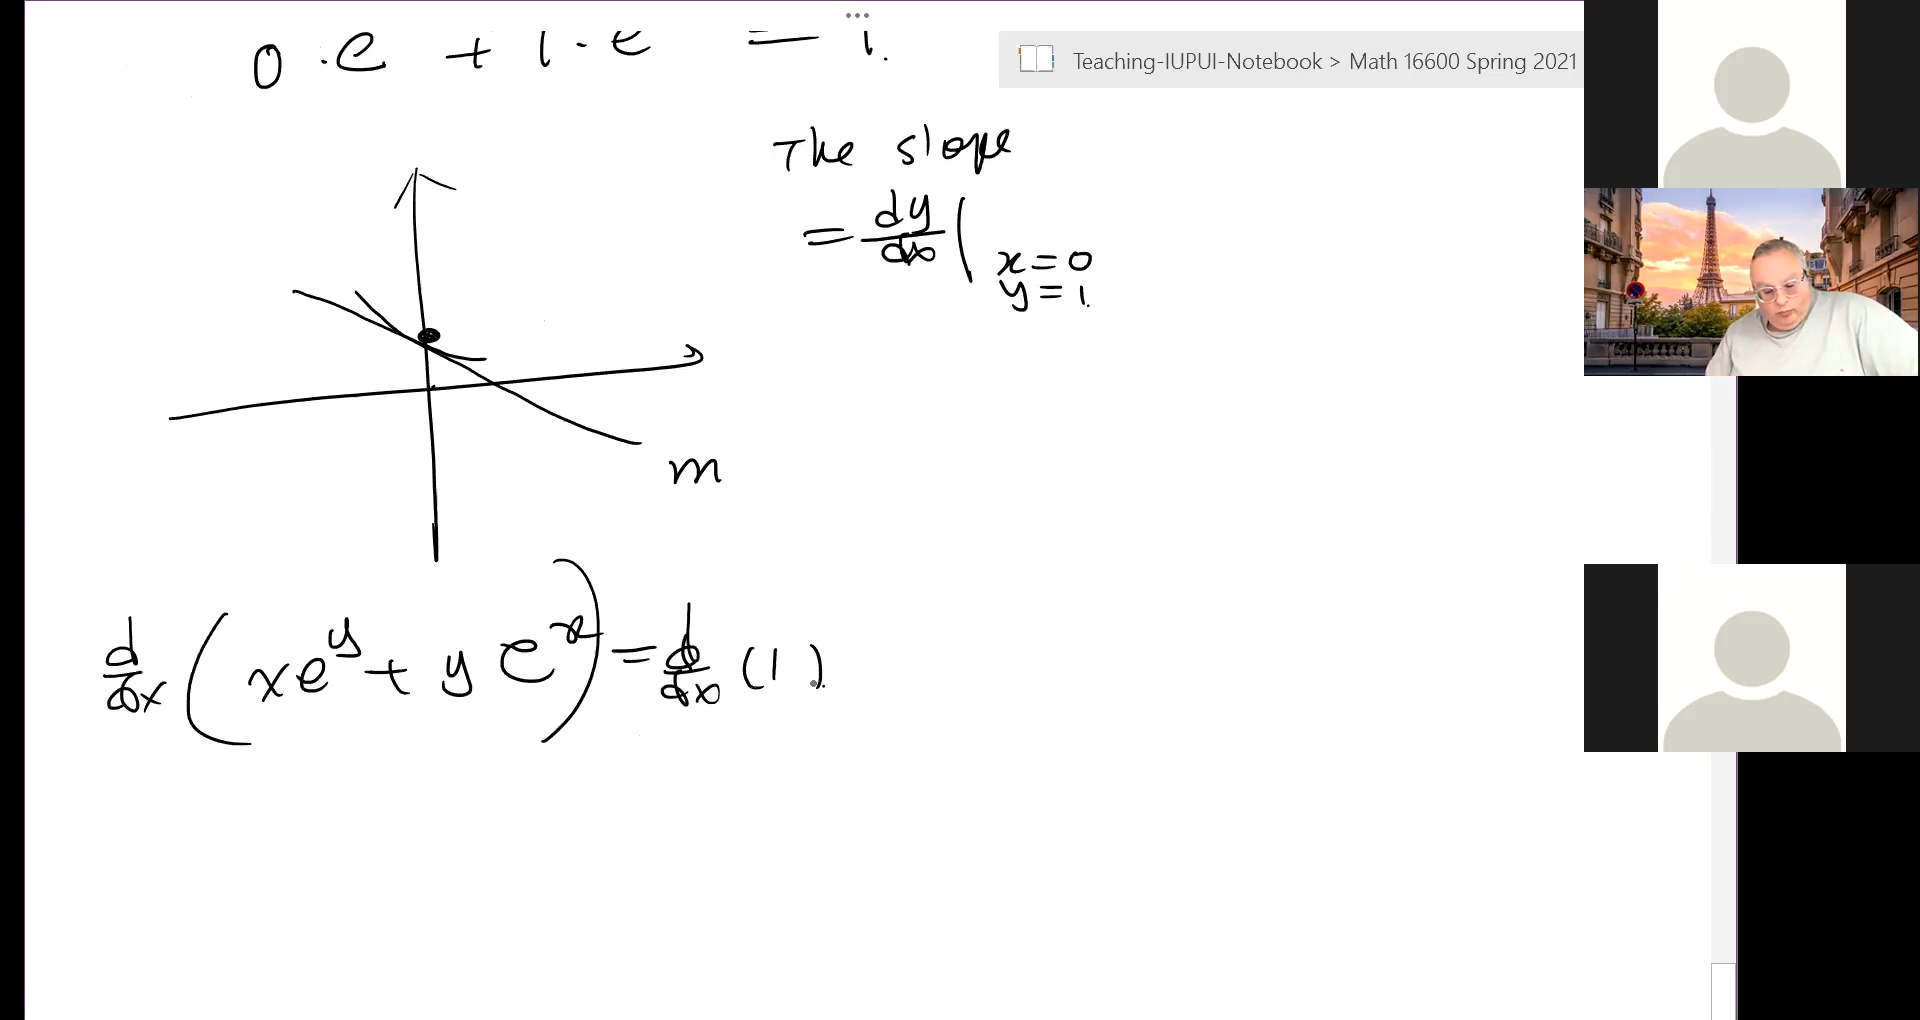 0 · e + 1 · e = 1.
Teaching-IUPUI-Notebook > Math 16600 Spring 2021
The slope
= dy/dx | x=0
y=1.
m
d/dx ( xe^y + y e^x ) = d/dx (1).